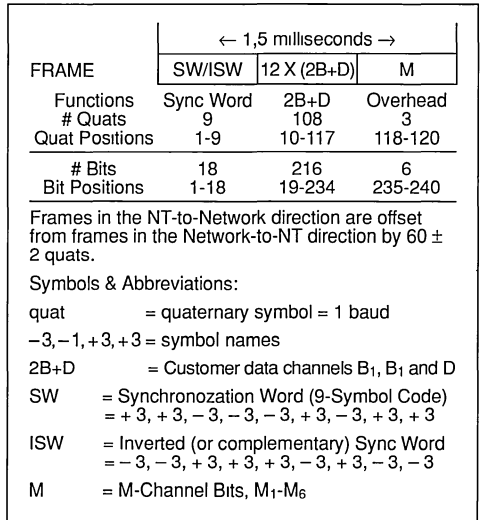 ← 1,5 milliseconds →
FRAME SW/ISW 12 X (2B+D) M
Functions Sync Word 2B+D Overhead
# Quats 9 108 3
Quat Positions 1-9 10-117 118-120
# Bits 18 216 6
Bit Positions 1-18 19-234 235-240
Frames in the NT-to-Network direction are offset
from frames in the Network-to-NT direction by 60 ±
2 quats.
Symbols & Abbreviations:
quat = quaternary symbol = 1 baud
−3,−1,+3,+3 = symbol names
2B+D = Customer data channels B₁, B₁ and D
SW = Synchronozation Word (9-Symbol Code)
= +3, +3, −3, −3, −3, +3, −3, +3, +3
ISW = Inverted (or complementary) Sync Word
= −3, −3, +3, +3, +3, −3, +3, −3, −3
M = M-Channel Bits, M₁-M₆